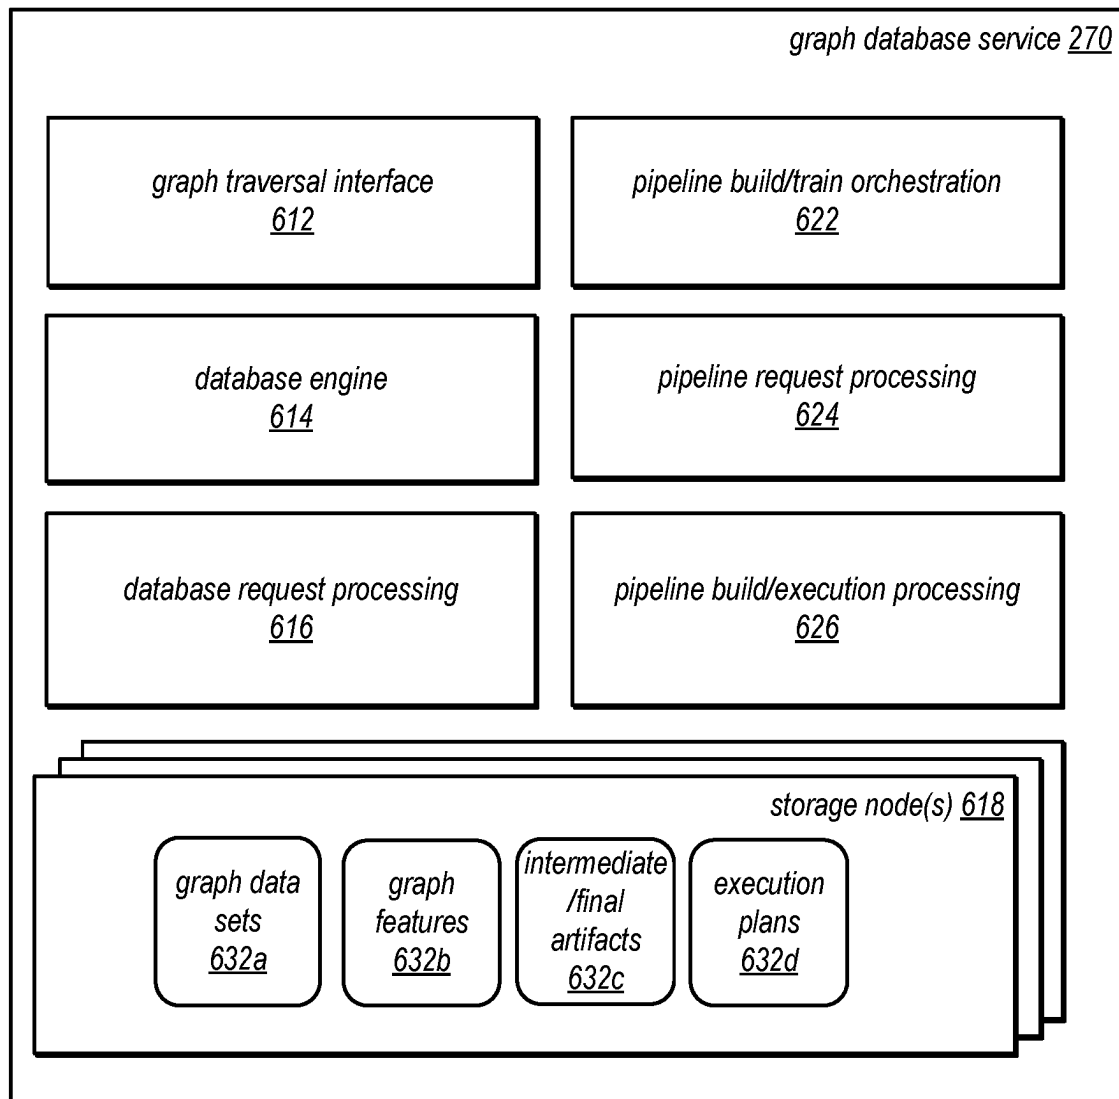 graph database service 270
graph traversal interface
612
pipeline build/train orchestration
622
database engine
614
pipeline request processing
624
database request processing
616
pipeline build/execution processing
626
storage node(s) 618
graph data
sets
632a
graph
features
632b
intermediate
/final
artifacts
632c
execution
plans
632d